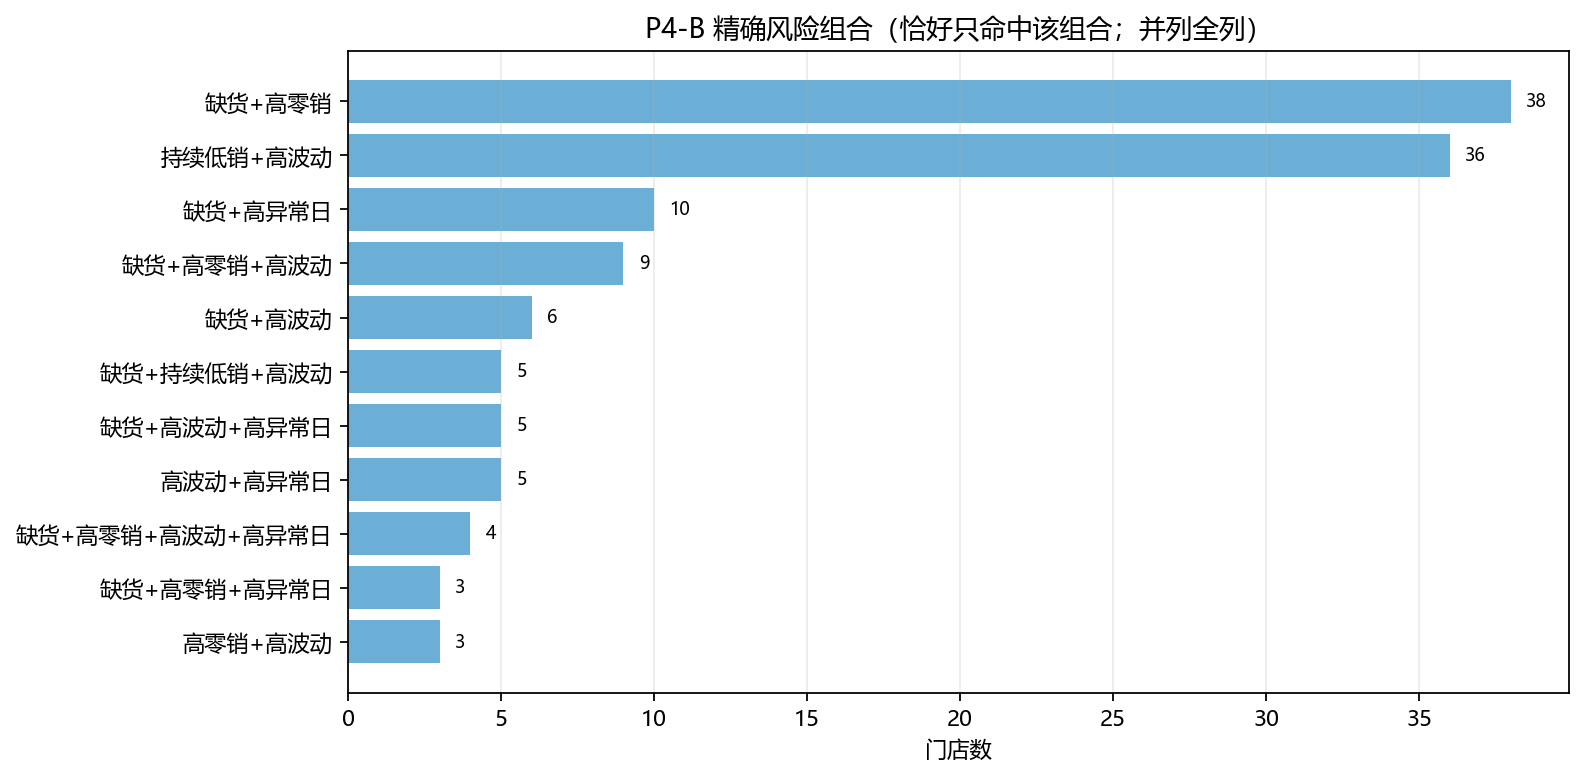 P4-B 精确风险组合（恰好只命中该组合；并列全列）
缺货+高零销 38
持续低销+高波动 36
缺货+高异常日 10
缺货+高零销+高波动 9
缺货+高波动 6
缺货+持续低销+高波动 5
缺货+高波动+高异常日 5
高波动+高异常日 5
缺货+高零销+高波动+高异常日 4
缺货+高零销+高异常日 3
高零销+高波动 3
0 5 10 15 20 25 30 35
门店数